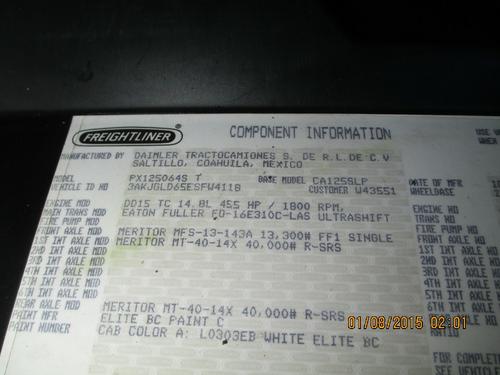 FREIGHTLINER
COMPONENT INFORMATION
USE
WHEN
MANUFACTURED BY DAIMLER TRACTOCAMIONES S. DE R.L.DE C.V
SALTILLO, COAHUILA, MEXICO
MODEL PX125064S T BASE MODEL CA125SLP DATE OF MFR
VEHICLE ID NO 3AKJGLD65ESFW4118 CUSTOMER W43551 WHEELBASE
ENGINE MOD DD15 TC 14.8L 455 HP / 1800 RPM, ENGINE NO
MAIN TRANS MOD EATON FULLER FO-16E310C-LAS ULTRASHIFT TRANS NO
FIRE PUMP MOD FIRE PUMP
FRONT AXLE MOD MERITOR MFS-13-143A 13,300# FF1 SINGLE FRONT AXLE
1ST INT AXLE MOD MERITOR MT-40-14X 40,000# R-SRS 1ST INT AXLE
2ND INT AXLE MOD 2ND INT AXLE
3RD INT AXLE MOD 3RD INT AXLE
4TH INT AXLE MOD 4TH INT AXLE
5TH INT AXLE MOD 5TH INT AXLE
6TH INT AXLE MOD 6TH INT AXLE
REAR AXLE MOD MERITOR MT-40-14X 40,000# R-SRS REAR AXLE
PAINT MFR ELITE BC PAINT C
PAINT NUMBER CAB COLOR A: L0303EB WHITE ELITE BC RATIO
FOR COMPLETE
SEE VEHICLE
01/08/2015 02:01